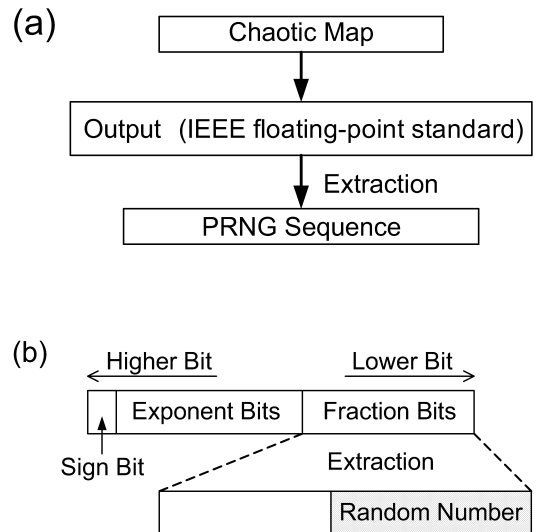 (a)
Chaotic Map
Output (IEEE floating-point standard)
Extraction
PRNG Sequence
(b)
Higher Bit
Lower Bit
Exponent Bits
Fraction Bits
Sign Bit
Extraction
Random Number